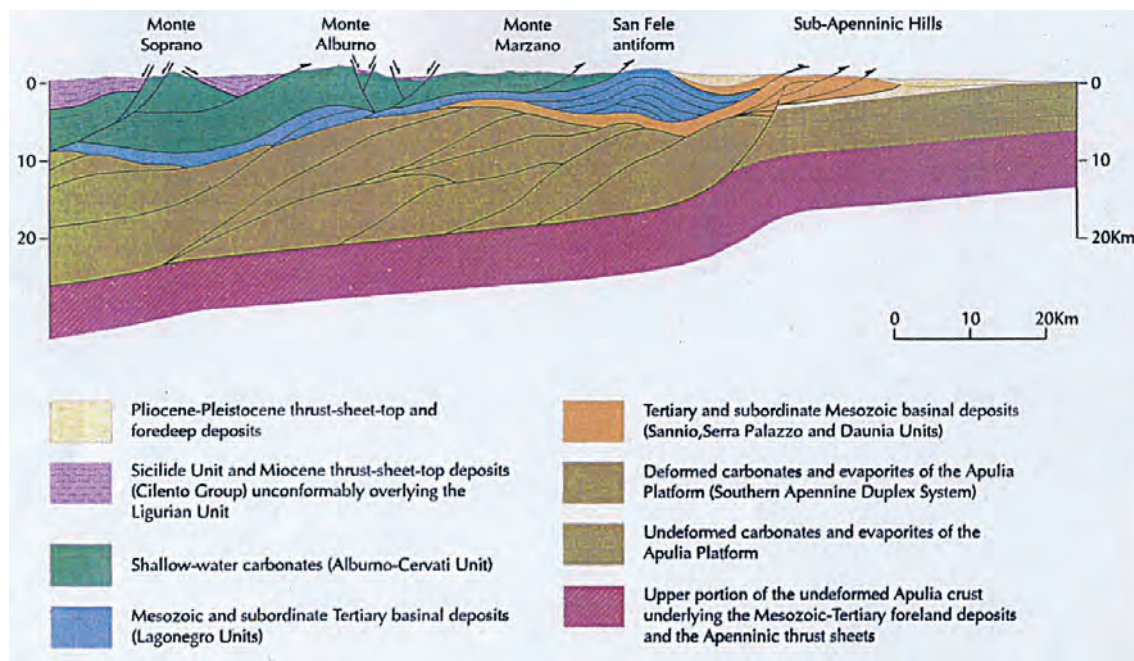 Monte
Soprano
Monte
Alburno
Monte
Marzano
San Fele
antiform
Sub-Apenninic Hills
0
10
20
0
10
20Km
0 10 20Km
Pliocene-Pleistocene thrust-sheet-top and
foredeep deposits
Sicilide Unit and Miocene thrust-sheet-top deposits
(Cilento Group) unconformably overlying the
Ligurian Unit
Shallow-water carbonates (Alburno-Cervati Unit)
Mesozoic and subordinate Tertiary basinal deposits
(Lagonegro Units)
Tertiary and subordinate Mesozoic basinal deposits
(Sannio,Serra Palazzo and Daunia Units)
Deformed carbonates and evaporites of the Apulia
Platform (Southern Apennine Duplex System)
Undeformed carbonates and evaporites of the
Apulia Platform
Upper portion of the undeformed Apulia crust
underlying the Mesozoic-Tertiary foreland deposits
and the Apenninic thrust sheets